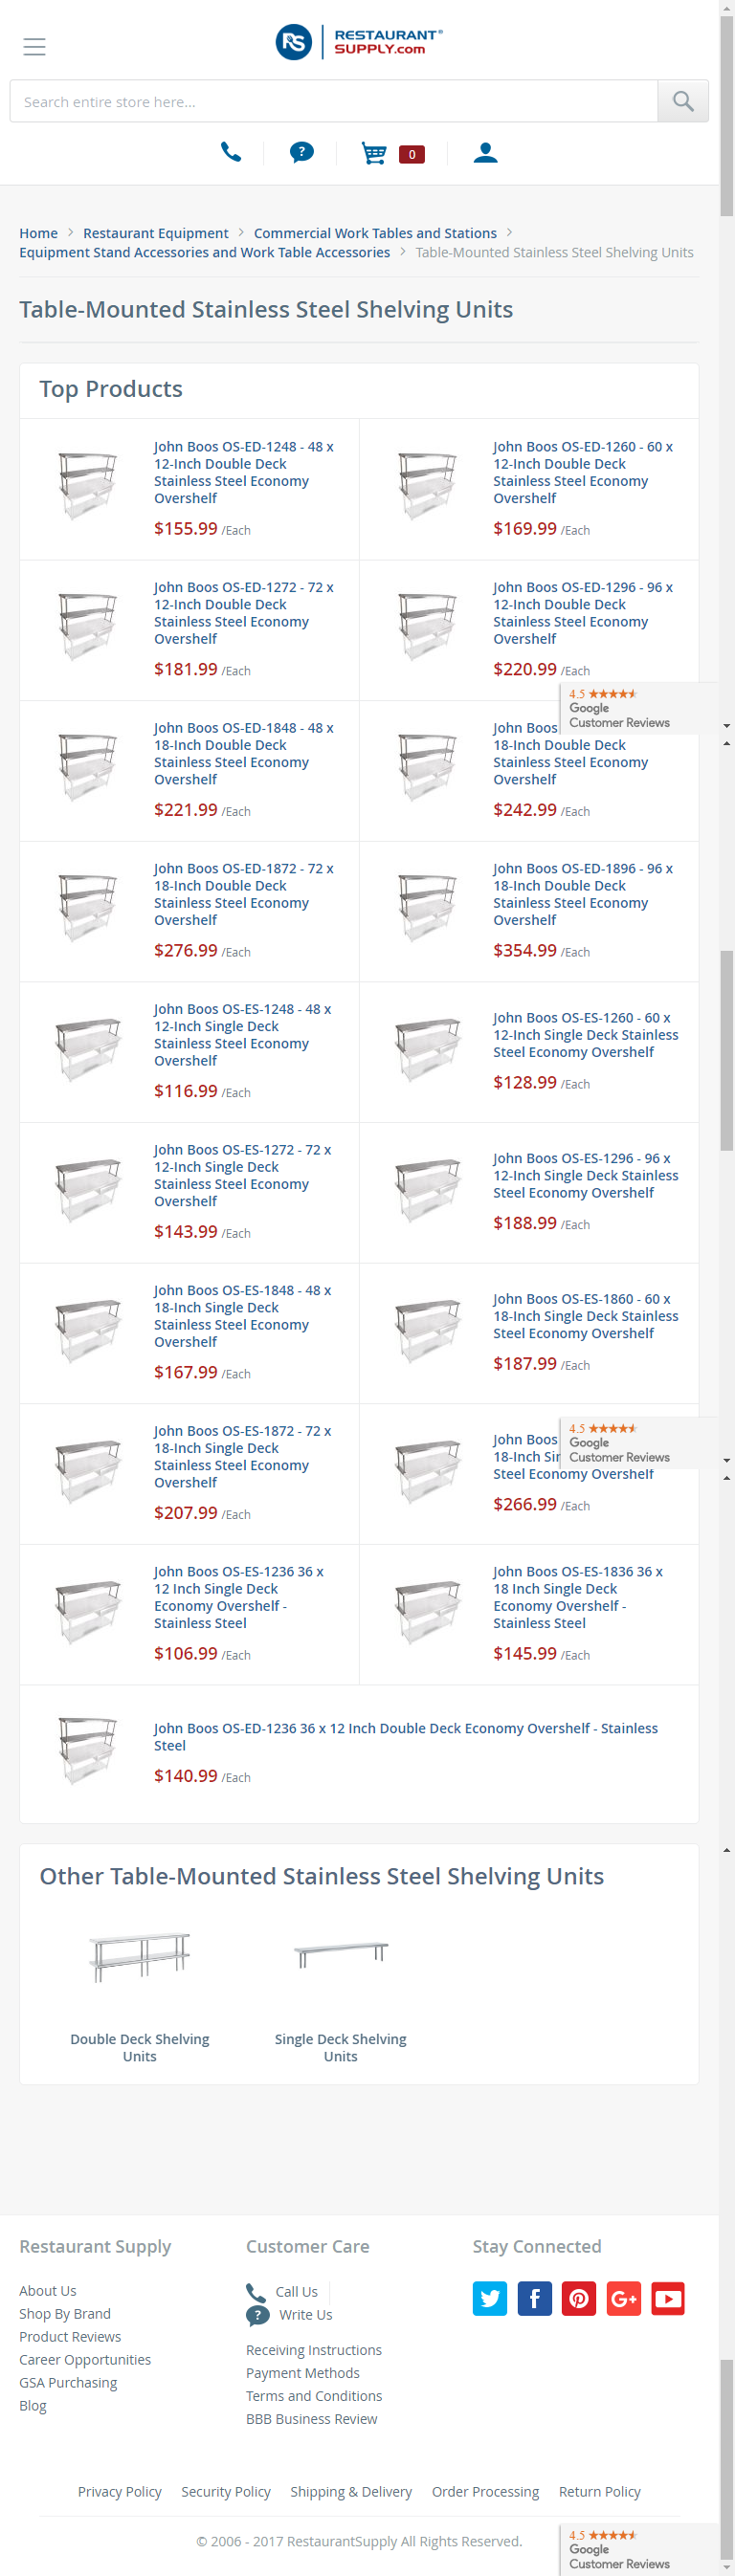 RS RESTAURANT®
SUPPLY.com
Search entire store here...
?
0
Home > Restaurant Equipment > Commercial Work Tables and Stations >
Equipment Stand Accessories and Work Table Accessories > Table-Mounted Stainless Steel Shelving Units
Table-Mounted Stainless Steel Shelving Units
Top Products
John Boos OS-ED-1248 - 48 x
12-Inch Double Deck
Stainless Steel Economy
Overshelf
$155.99 /Each
John Boos OS-ED-1260 - 60 x
12-Inch Double Deck
Stainless Steel Economy
Overshelf
$169.99 /Each
John Boos OS-ED-1272 - 72 x
12-Inch Double Deck
Stainless Steel Economy
Overshelf
$181.99 /Each
John Boos OS-ED-1296 - 96 x
12-Inch Double Deck
Stainless Steel Economy
Overshelf
$220.99 /Each
4.5 ★★★★★
Google
Customer Reviews
John Boos OS-ED-1848 - 48 x
18-Inch Double Deck
Stainless Steel Economy
Overshelf
$221.99 /Each
John Boos
18-Inch Double Deck
Stainless Steel Economy
Overshelf
$242.99 /Each
John Boos OS-ED-1872 - 72 x
18-Inch Double Deck
Stainless Steel Economy
Overshelf
$276.99 /Each
John Boos OS-ED-1896 - 96 x
18-Inch Double Deck
Stainless Steel Economy
Overshelf
$354.99 /Each
John Boos OS-ES-1248 - 48 x
12-Inch Single Deck
Stainless Steel Economy
Overshelf
$116.99 /Each
John Boos OS-ES-1260 - 60 x
12-Inch Single Deck Stainless
Steel Economy Overshelf
$128.99 /Each
John Boos OS-ES-1272 - 72 x
12-Inch Single Deck
Stainless Steel Economy
Overshelf
$143.99 /Each
John Boos OS-ES-1296 - 96 x
12-Inch Single Deck Stainless
Steel Economy Overshelf
$188.99 /Each
John Boos OS-ES-1848 - 48 x
18-Inch Single Deck
Stainless Steel Economy
Overshelf
$167.99 /Each
John Boos OS-ES-1860 - 60 x
18-Inch Single Deck Stainless
Steel Economy Overshelf
$187.99 /Each
John Boos OS-ES-1872 - 72 x
18-Inch Single Deck
Stainless Steel Economy
Overshelf
$207.99 /Each
John Boos
18-Inch
Steel Economy Overshelf
$266.99 /Each
4.5 ★★★★★
Google
Customer Reviews
John Boos OS-ES-1236 36 x
12 Inch Single Deck
Economy Overshelf -
Stainless Steel
$106.99 /Each
John Boos OS-ES-1836 36 x
18 Inch Single Deck
Economy Overshelf -
Stainless Steel
$145.99 /Each
John Boos OS-ED-1236 36 x 12 Inch Double Deck Economy Overshelf - Stainless
Steel
$140.99 /Each
Other Table-Mounted Stainless Steel Shelving Units
Double Deck Shelving
Units
Single Deck Shelving
Units
Restaurant Supply
About Us
Shop By Brand
Product Reviews
Career Opportunities
GSA Purchasing
Blog
Customer Care
Call Us
? Write Us
Receiving Instructions
Payment Methods
Terms and Conditions
BBB Business Review
Stay Connected
f
G+
Privacy Policy Security Policy Shipping & Delivery Order Processing Return Policy
© 2006 - 2017 RestaurantSupply All Rights Reserved.
4.5 ★★★★★
Google
Customer Reviews